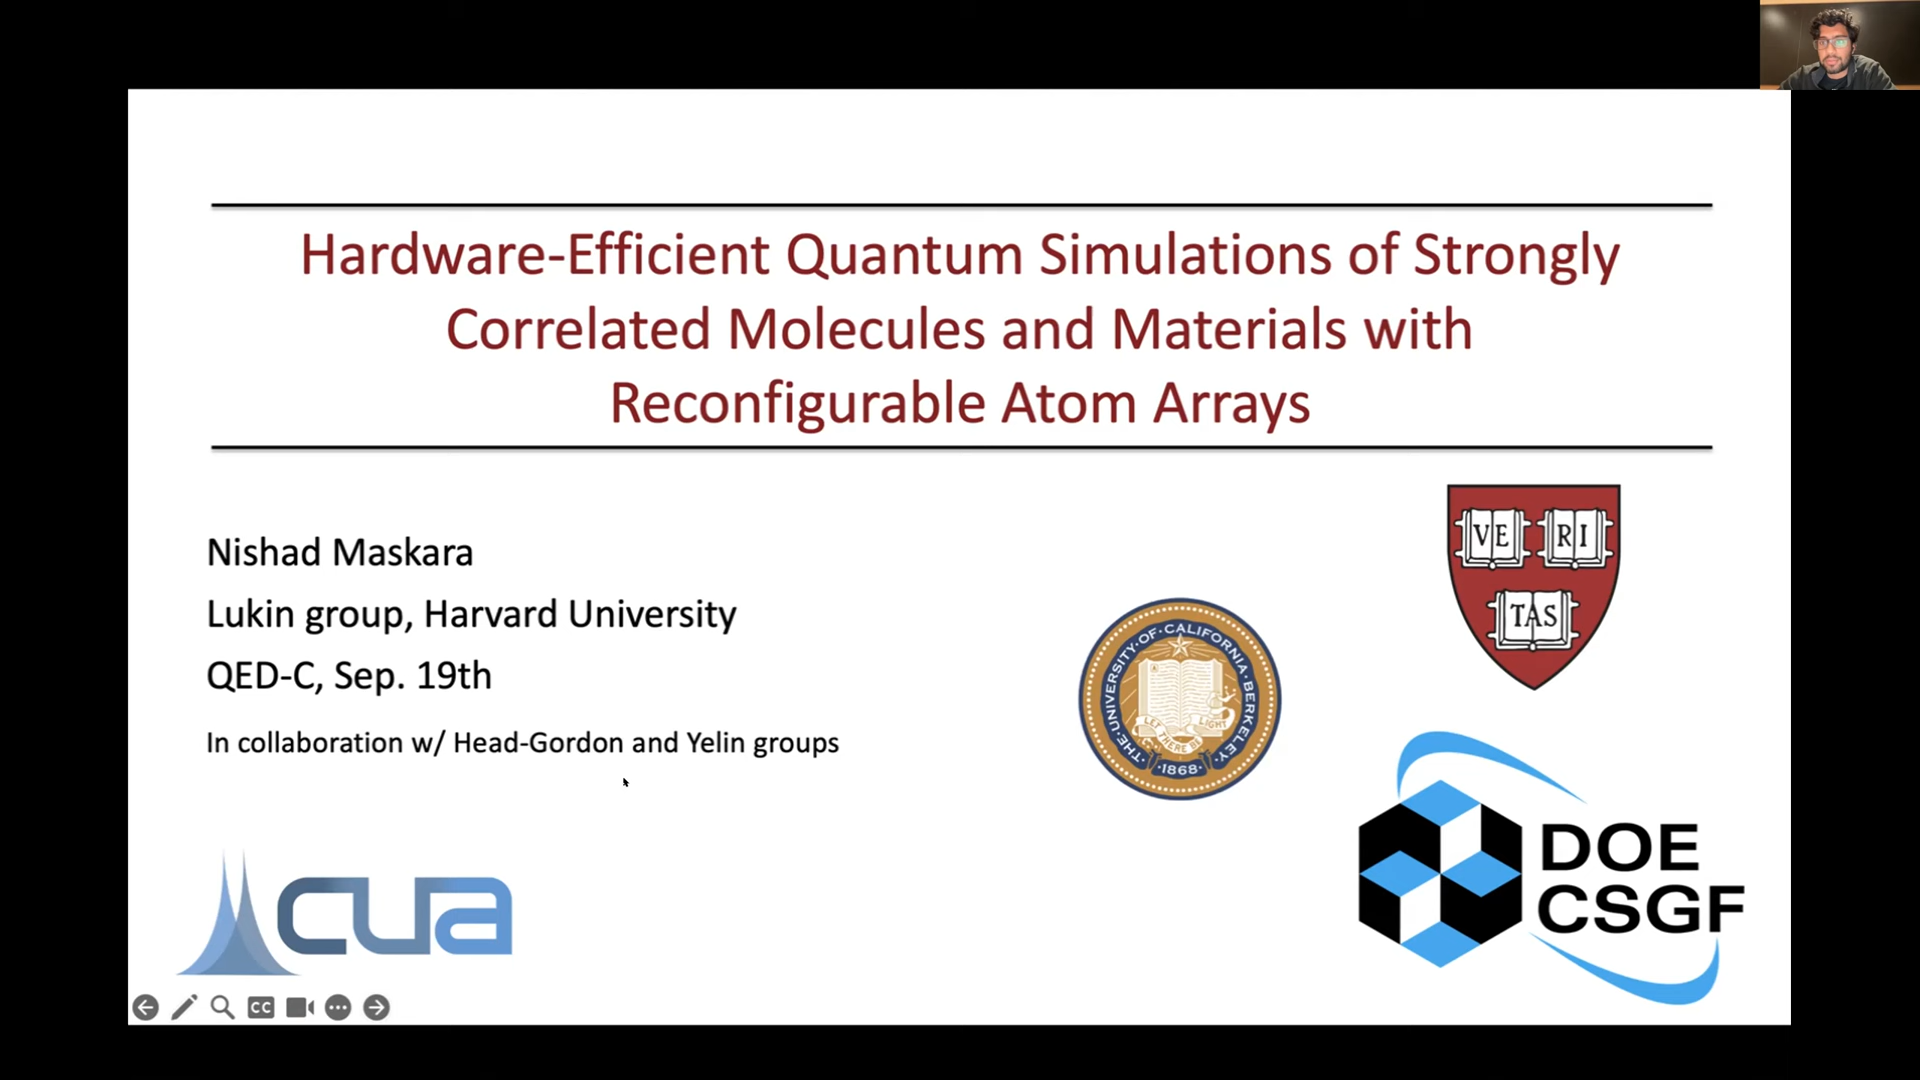 Hardware-Efficient Quantum Simulations of Strongly
Correlated Molecules and Materials with
Reconfigurable Atom Arrays
Nishad Maskara
Lukin group, Harvard University
QED-C, Sep. 19th
In collaboration w/ Head-Gordon and Yelin groups
VE RI
TAS
THE·UNIVERSITY·OF·CALIFORNIA·BERKELEY
LET THERE BE LIGHT
·1868·
DOE
CSGF
CUA
CC